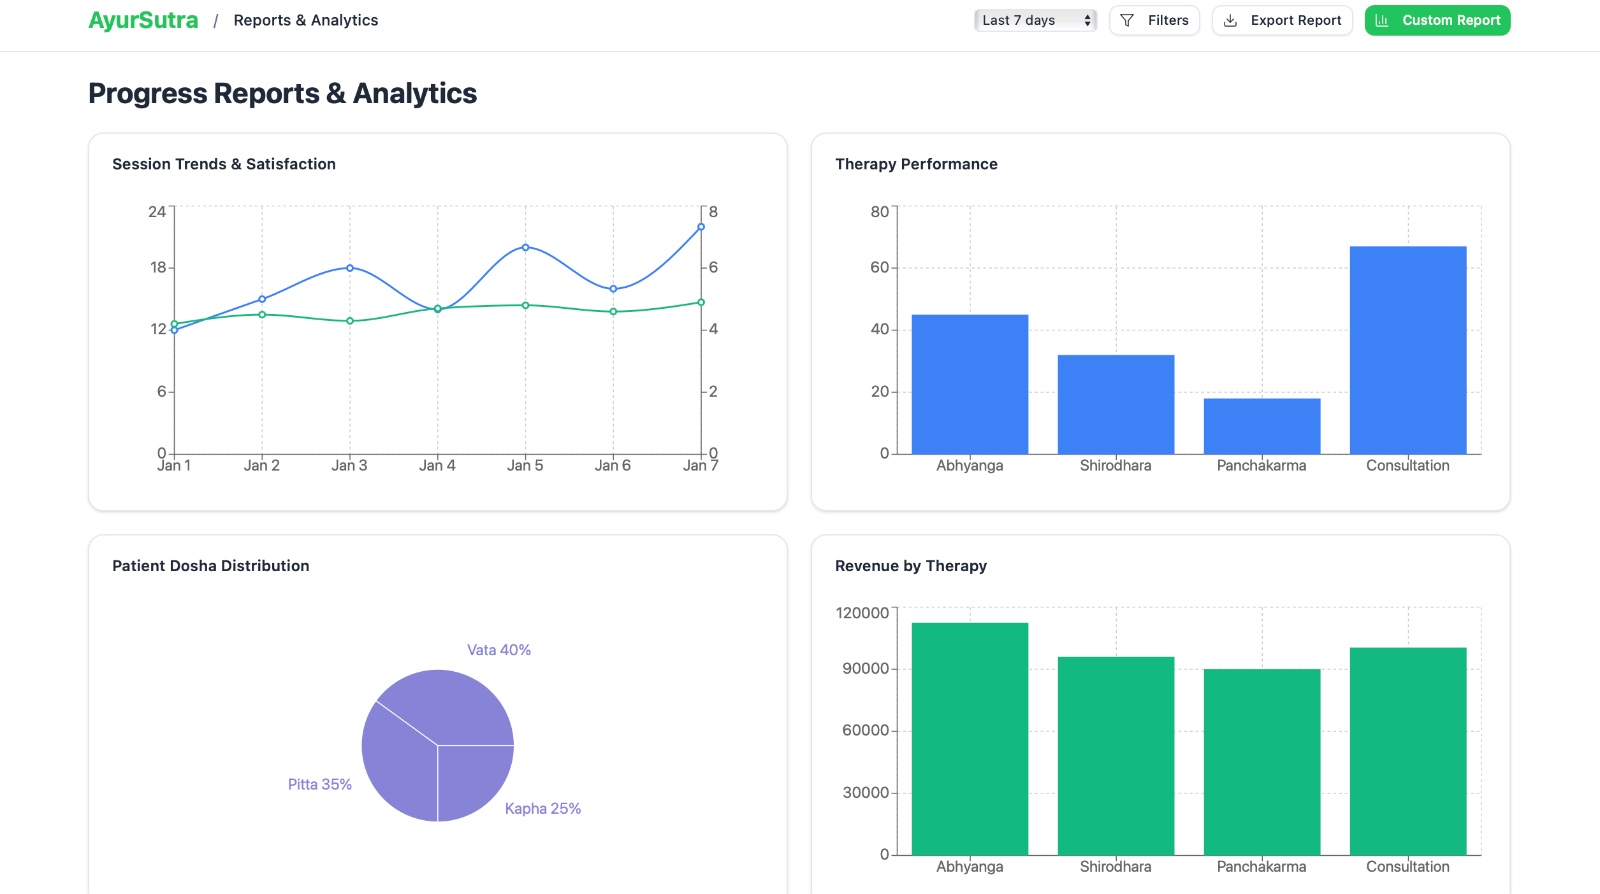 AyurSutra / Reports & Analytics Last 7 days Filters Export Report Custom Report
Progress Reports & Analytics
Session Trends & Satisfaction
24 8
18 6
12 4
6 2
0 0
Jan 1 Jan 2 Jan 3 Jan 4 Jan 5 Jan 6 Jan 7
Therapy Performance
80
60
40
20
0
Abhyanga Shirodhara Panchakarma Consultation
Patient Dosha Distribution
Vata 40%
Pitta 35%
Kapha 25%
Revenue by Therapy
120000
90000
60000
30000
0
Abhyanga Shirodhara Panchakarma Consultation